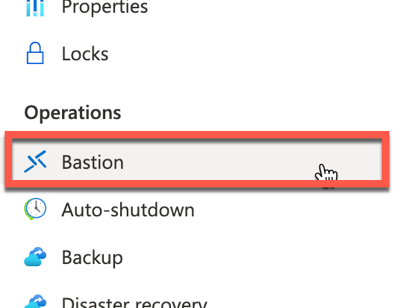 Properties
Locks
Operations
Bastion
Auto-shutdown
Backup
Disaster recovery